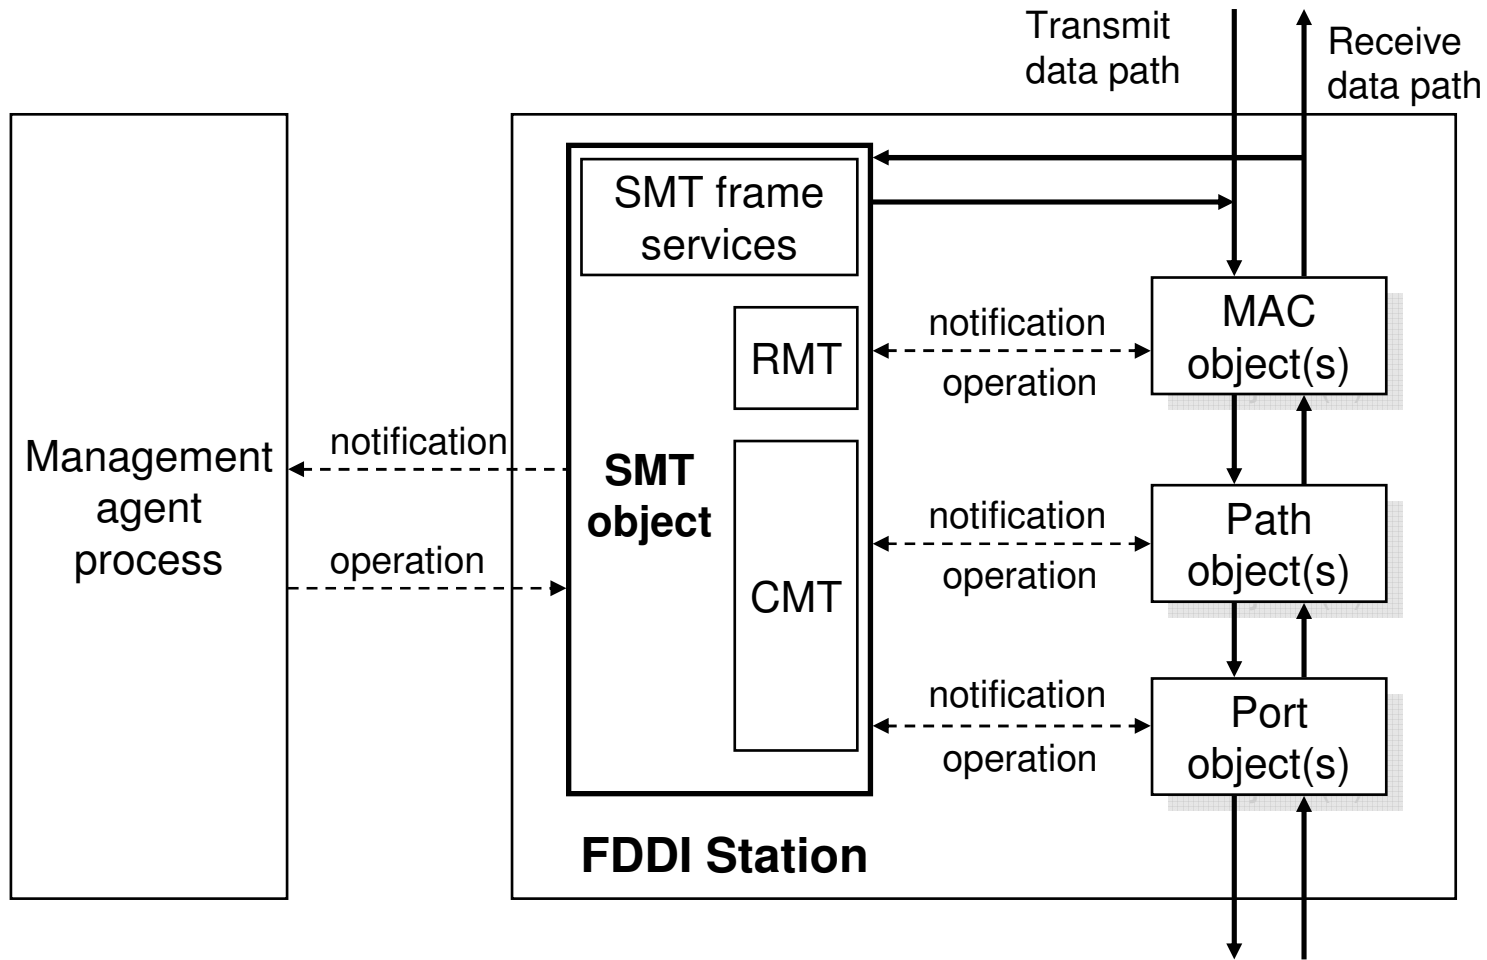 Transmit
data path
Receive
data path
SMT frame
services
MAC
object(s)
notification
operation
RMT
Management
agent
process
notification
operation
SMT
object
CMT
notification
operation
Path
object(s)
notification
operation
Port
object(s)
FDDI Station